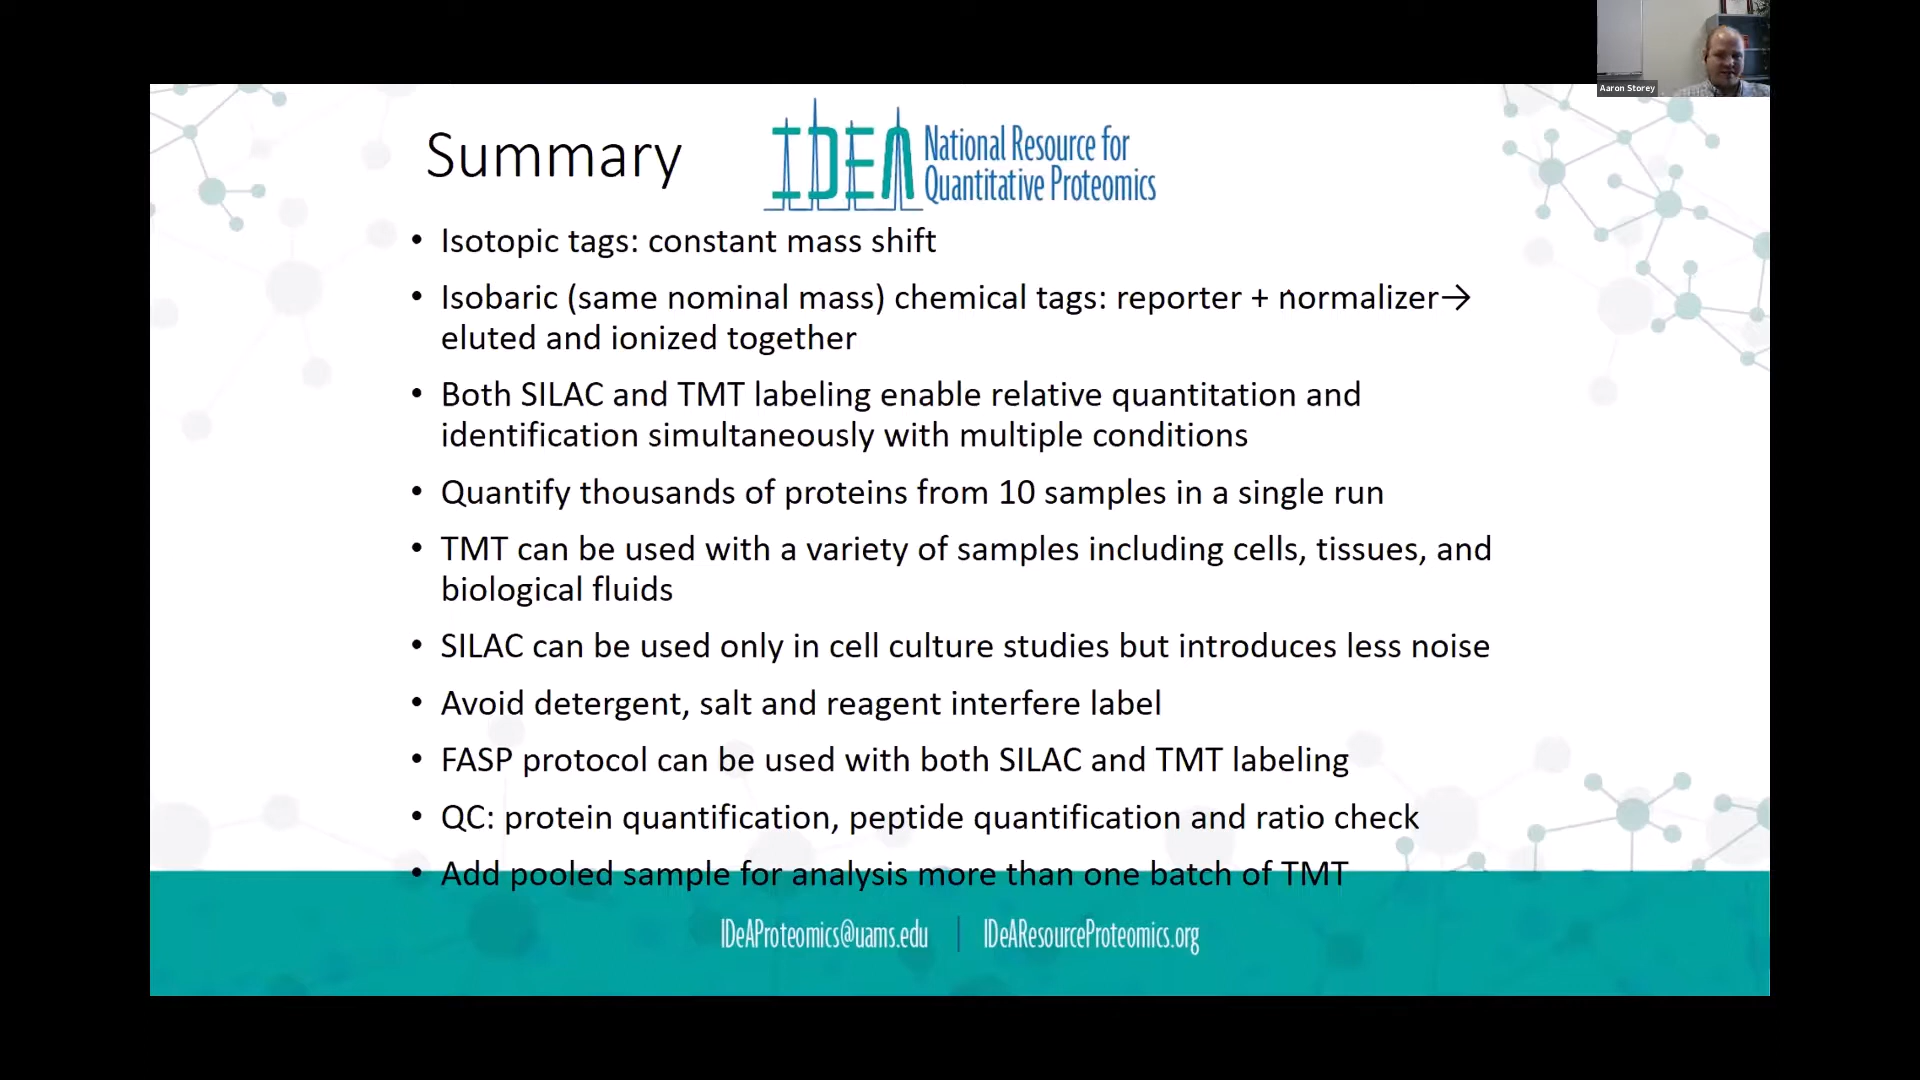 Aaron Storey
Summary
IDEA National Resource for
Quantitative Proteomics
• Isotopic tags: constant mass shift
• Isobaric (same nominal mass) chemical tags: reporter + normalizer→
eluted and ionized together
• Both SILAC and TMT labeling enable relative quantitation and
identification simultaneously with multiple conditions
• Quantify thousands of proteins from 10 samples in a single run
• TMT can be used with a variety of samples including cells, tissues, and
biological fluids
• SILAC can be used only in cell culture studies but introduces less noise
• Avoid detergent, salt and reagent interfere label
• FASP protocol can be used with both SILAC and TMT labeling
• QC: protein quantification, peptide quantification and ratio check
• Add pooled sample for analysis more than one batch of TMT
IDeAProteomics@uams.edu | IDeAResourceProteomics.org